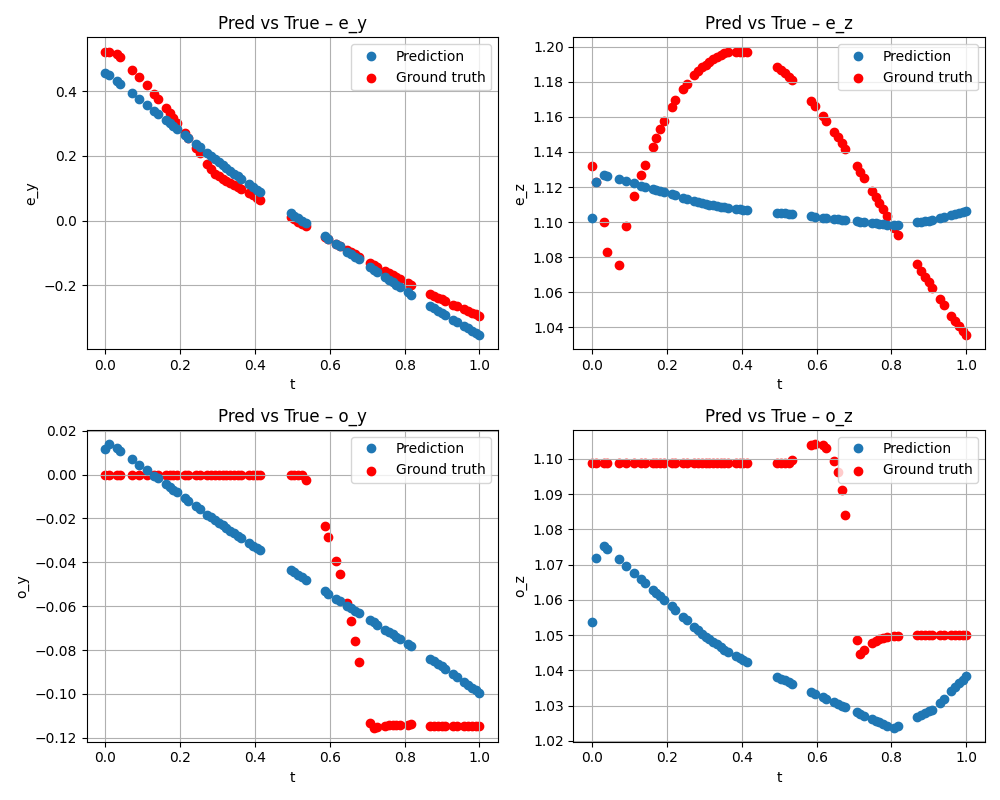 Pred vs True – e_y
Prediction
Ground truth
0.4
0.2
0.0
−0.2
e_y
0.0 0.2 0.4 0.6 0.8 1.0
t
Pred vs True – e_z
Prediction
Ground truth
1.20
1.18
1.16
1.14
1.12
1.10
1.08
1.06
1.04
e_z
0.0 0.2 0.4 0.6 0.8 1.0
t
Pred vs True – o_y
Prediction
Ground truth
0.02
0.00
−0.02
−0.04
−0.06
−0.08
−0.10
−0.12
o_y
0.0 0.2 0.4 0.6 0.8 1.0
t
Pred vs True – o_z
Prediction
Ground truth
1.10
1.09
1.08
1.07
1.06
1.05
1.04
1.03
1.02
o_z
0.0 0.2 0.4 0.6 0.8 1.0
t